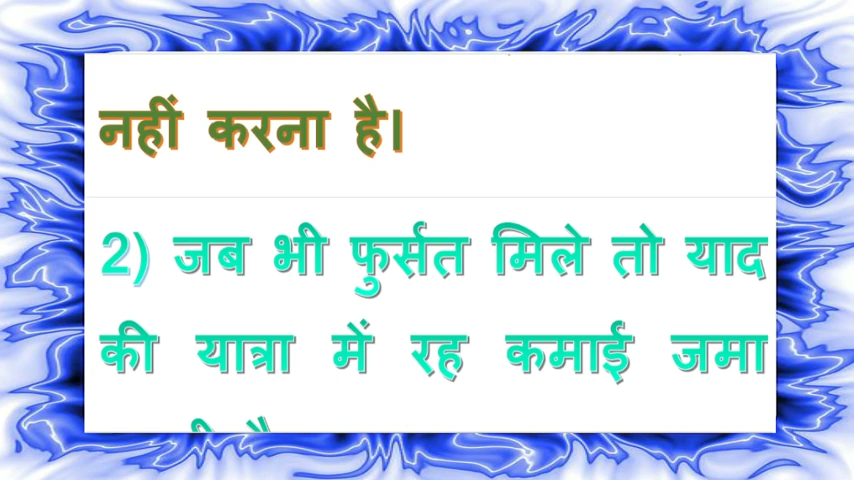 नहीं करना है।
2) जब भी फुर्सत मिले तो याद
की यात्रा में रह कमाई जमा